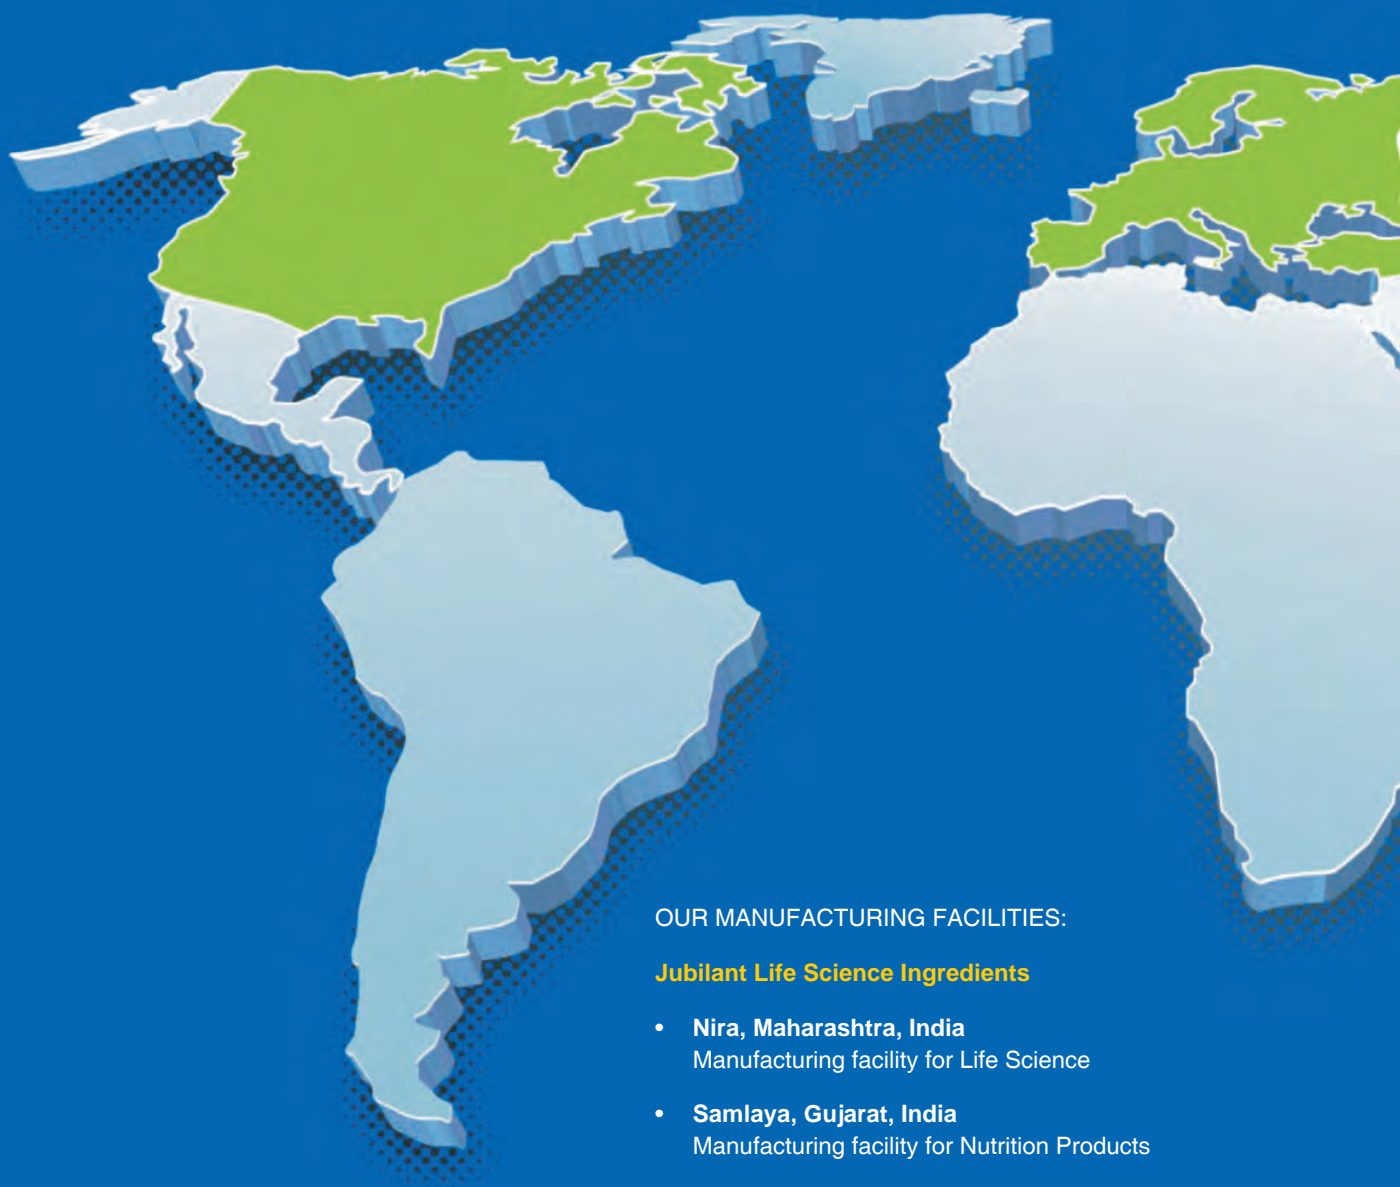 OUR MANUFACTURING FACILITIES:
Jubilant Life Science Ingredients
• Nira, Maharashtra, India
Manufacturing facility for Life Science
• Samlaya, Gujarat, India
Manufacturing facility for Nutrition Products